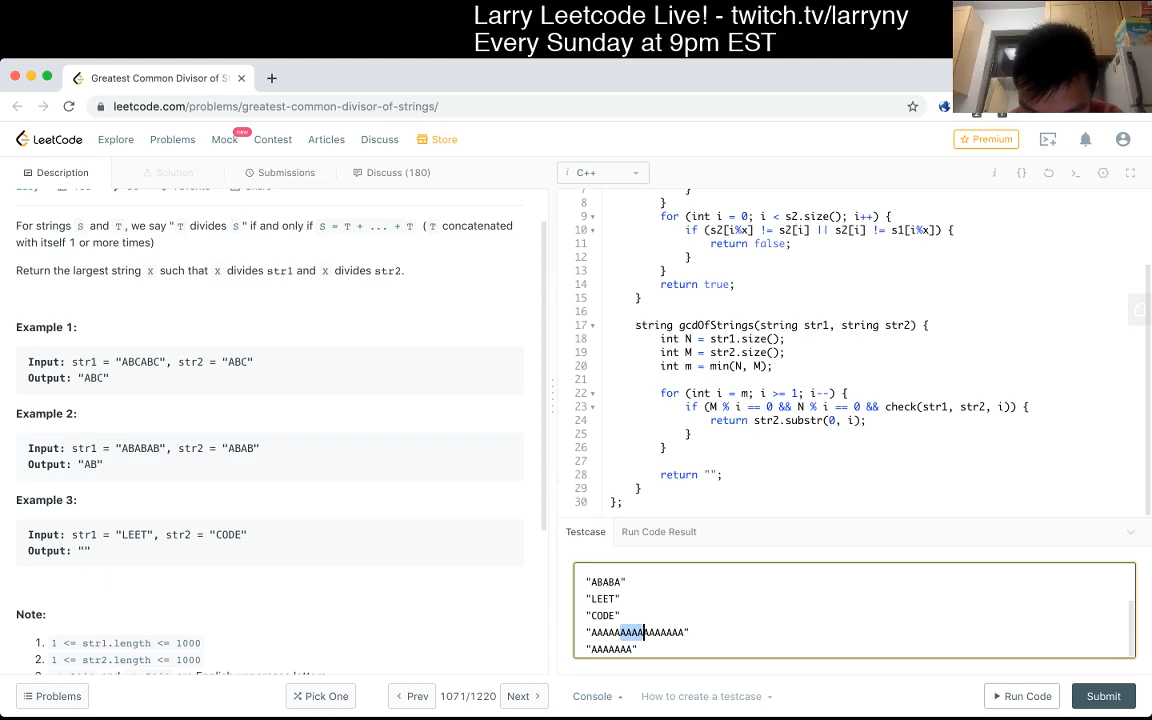 Larry Leetcode Live! - twitch.tv/larryny
Every Sunday at 9pm EST
Greatest Common Divisor of S
leetcode.com/problems/greatest-common-divisor-of-strings/
LeetCode
Explore
Problems
Mock
new
Contest
Articles
Discuss
Store
Premium
Description
Solution
Submissions
Discuss (180)
i C++
For strings S and T, we say "T divides S" if and only if S = T + ... + T (T concatenated
with itself 1 or more times)
Return the largest string X such that X divides str1 and X divides str2.
Example 1:
Input: str1 = "ABCABC", str2 = "ABC"
Output: "ABC"
Example 2:
Input: str1 = "ABABAB", str2 = "ABAB"
Output: "AB"
Example 3:
Input: str1 = "LEET", str2 = "CODE"
Output: ""
Note:
1. 1 <= str1.length <= 1000
2. 1 <= str2.length <= 1000
}
8 }
9 for (int i = 0; i < s2.size(); i++) {
10 if (s2[i%x] != s2[i] || s2[i] != s1[i%x]) {
11 return false;
12 }
13 }
14 return true;
15 }
16
17 string gcdOfStrings(string str1, string str2) {
18 int N = str1.size();
19 int M = str2.size();
20 int m = min(N, M);
21
22 for (int i = m; i >= 1; i--) {
23 if (M % i == 0 && N % i == 0 && check(str1, str2, i)) {
24 return str2.substr(0, i);
25 }
26 }
27
28 return "";
29 }
30 };
Testcase
Run Code Result
"ABABA"
"LEET"
"CODE"
"AAAAAAAAAAAAAAAA"
"AAAAAAA"
Problems
Pick One
Prev
1071/1220
Next
Console
How to create a testcase
Run Code
Submit